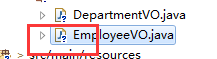 DepartmentVO.java
EmployeeVO.java
src/main/resources